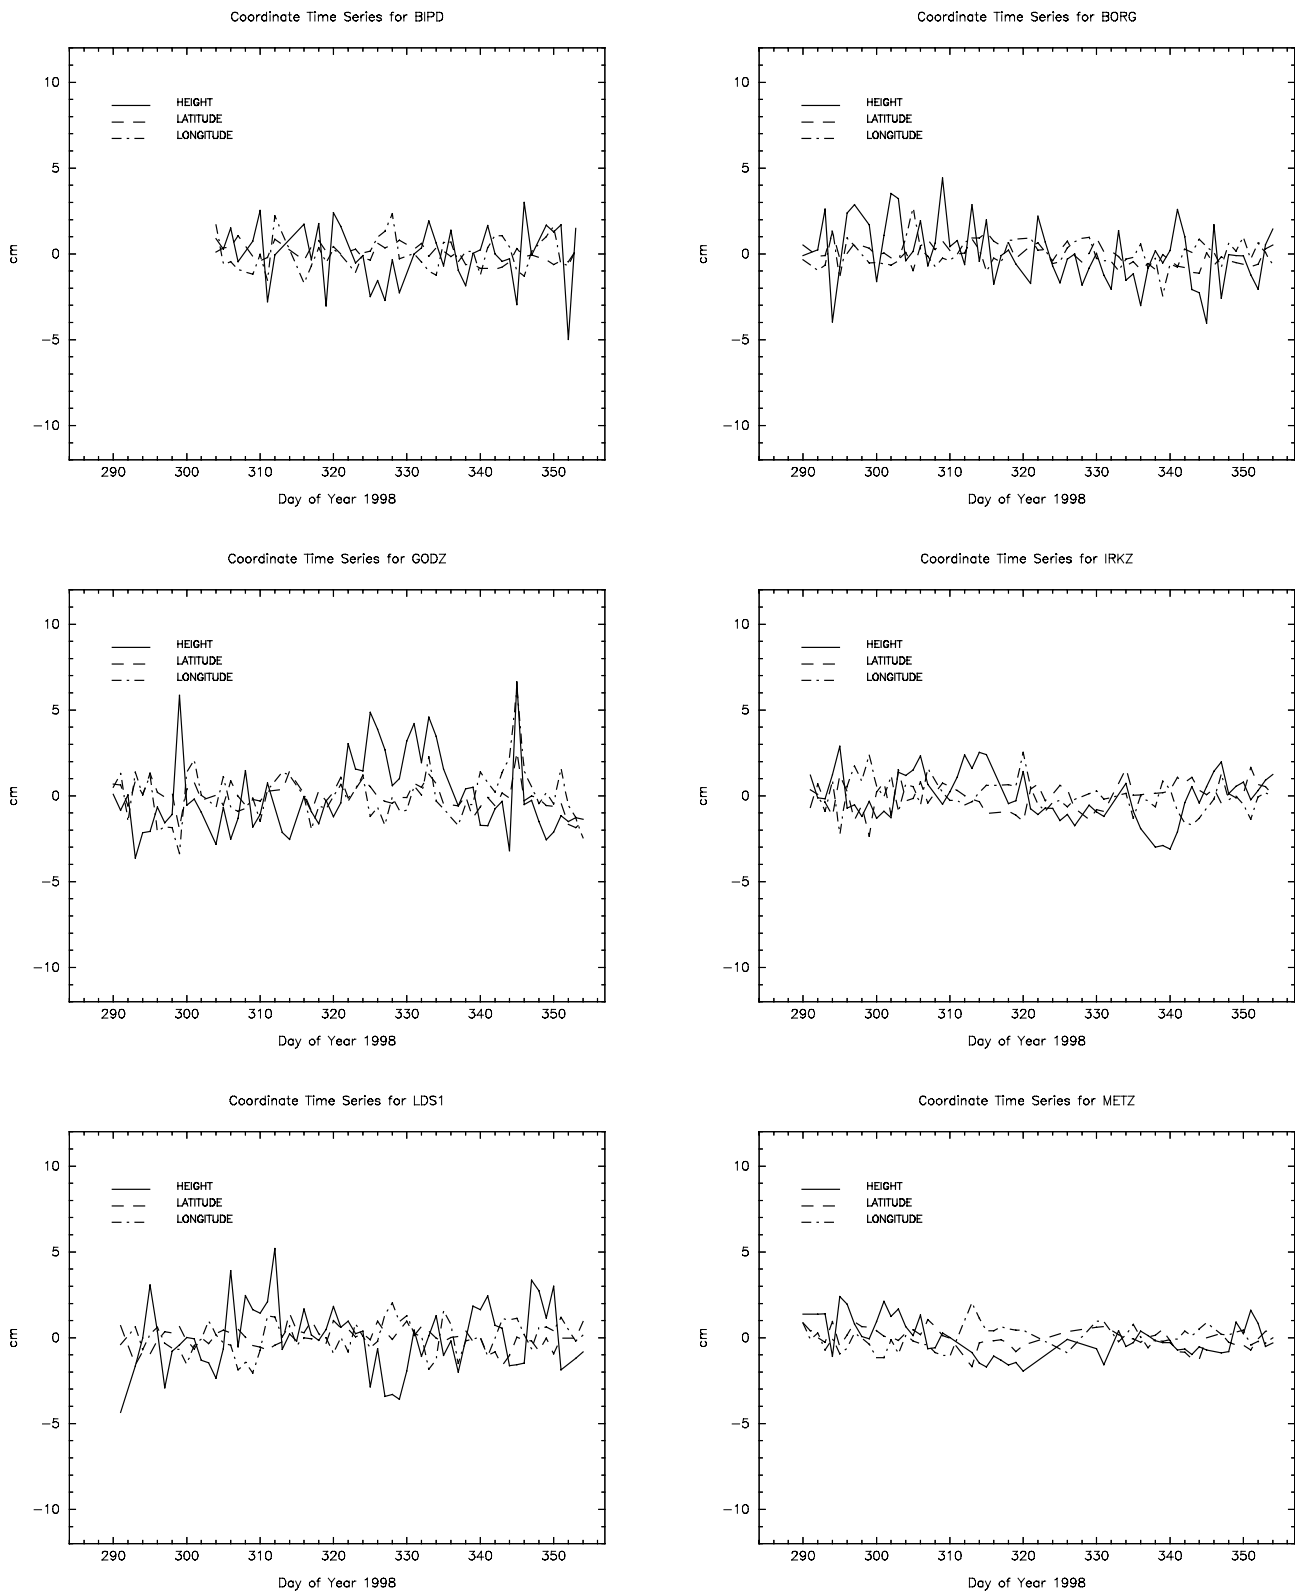 Coordinate Time Series for BIPD
10
HEIGHT
LATITUDE
LONGITUDE
5
cm
0
−5
−10
290 300 310 320 330 340 350
Day of Year 1998
Coordinate Time Series for BORG
10
HEIGHT
LATITUDE
LONGITUDE
5
cm
0
−5
−10
290 300 310 320 330 340 350
Day of Year 1998
Coordinate Time Series for GODZ
10
HEIGHT
LATITUDE
LONGITUDE
5
cm
0
−5
−10
290 300 310 320 330 340 350
Day of Year 1998
Coordinate Time Series for IRKZ
10
HEIGHT
LATITUDE
LONGITUDE
5
cm
0
−5
−10
290 300 310 320 330 340 350
Day of Year 1998
Coordinate Time Series for LDS1
10
HEIGHT
LATITUDE
LONGITUDE
5
cm
0
−5
−10
290 300 310 320 330 340 350
Day of Year 1998
Coordinate Time Series for METZ
10
HEIGHT
LATITUDE
LONGITUDE
5
cm
0
−5
−10
290 300 310 320 330 340 350
Day of Year 1998